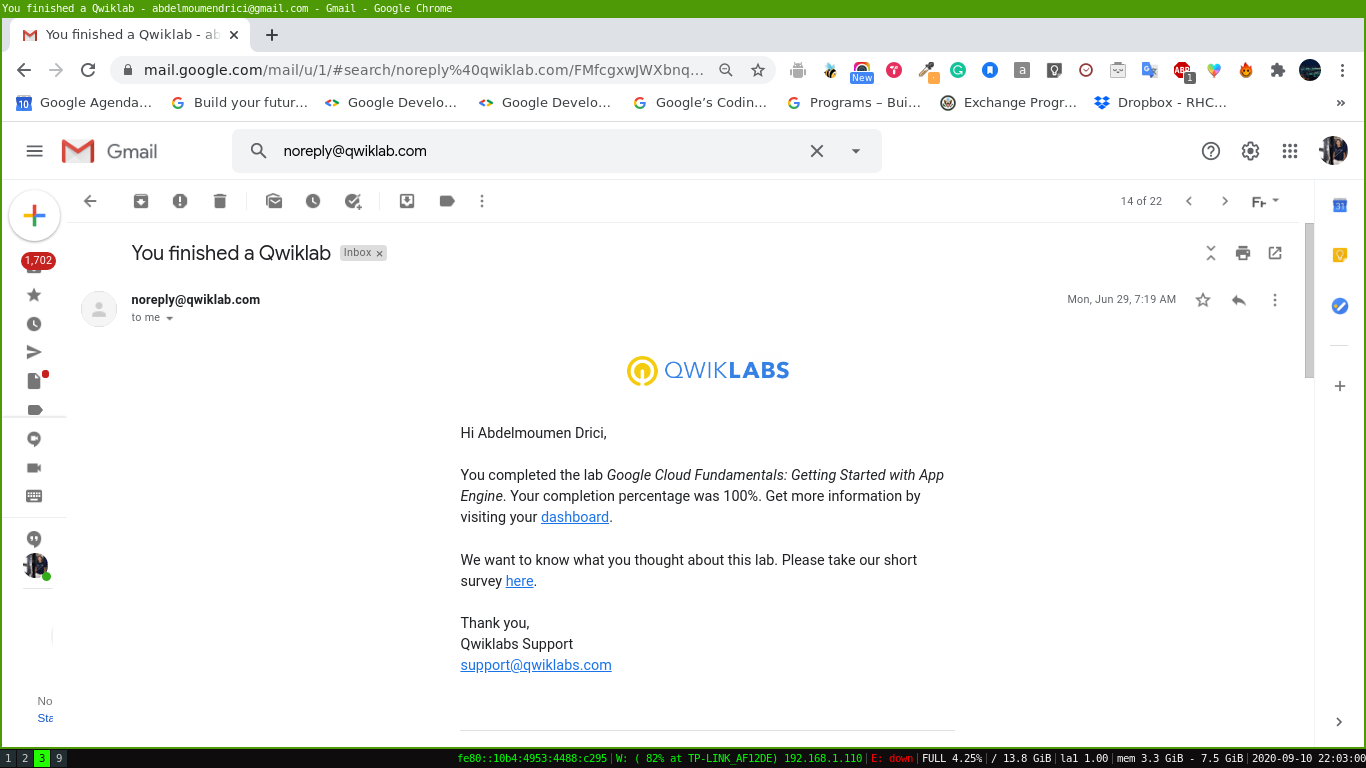 You finished a Qwiklab - abdelmoumendrici@gmail.com - Gmail - Google Chrome
You finished a Qwiklab - ab
mail.google.com/mail/u/1/#search/noreply%40qwiklab.com/FMfcgxwJWXbnq...
New
a
ABP
1
10
Google Agenda...
Build your futur...
Google Develo...
Google Develo...
Google's Codin...
Programs – Bui...
Exchange Progr...
Dropbox - RHC...
»
Gmail
noreply@qwiklab.com
14 of 22
31
You finished a Qwiklab
Inbox x
1,702
noreply@qwiklab.com
Mon, Jun 29, 7:19 AM
to me
QWIKLABS
Hi Abdelmoumen Drici,
You completed the lab Google Cloud Fundamentals: Getting Started with App
Engine. Your completion percentage was 100%. Get more information by
visiting your dashboard.
We want to know what you thought about this lab. Please take our short
survey here.
Thank you,
Qwiklabs Support
support@qwiklabs.com
No
Sta
1 2 3 9
fe80::10b4:4953:4488:c295|W: ( 82% at TP-LINK_AF12DE) 192.168.1.110|E: down|FULL 4.25%|/ 13.8 GiB|la1 1.00|mem 3.3 GiB - 7.5 GiB|2020-09-10 22:03:00